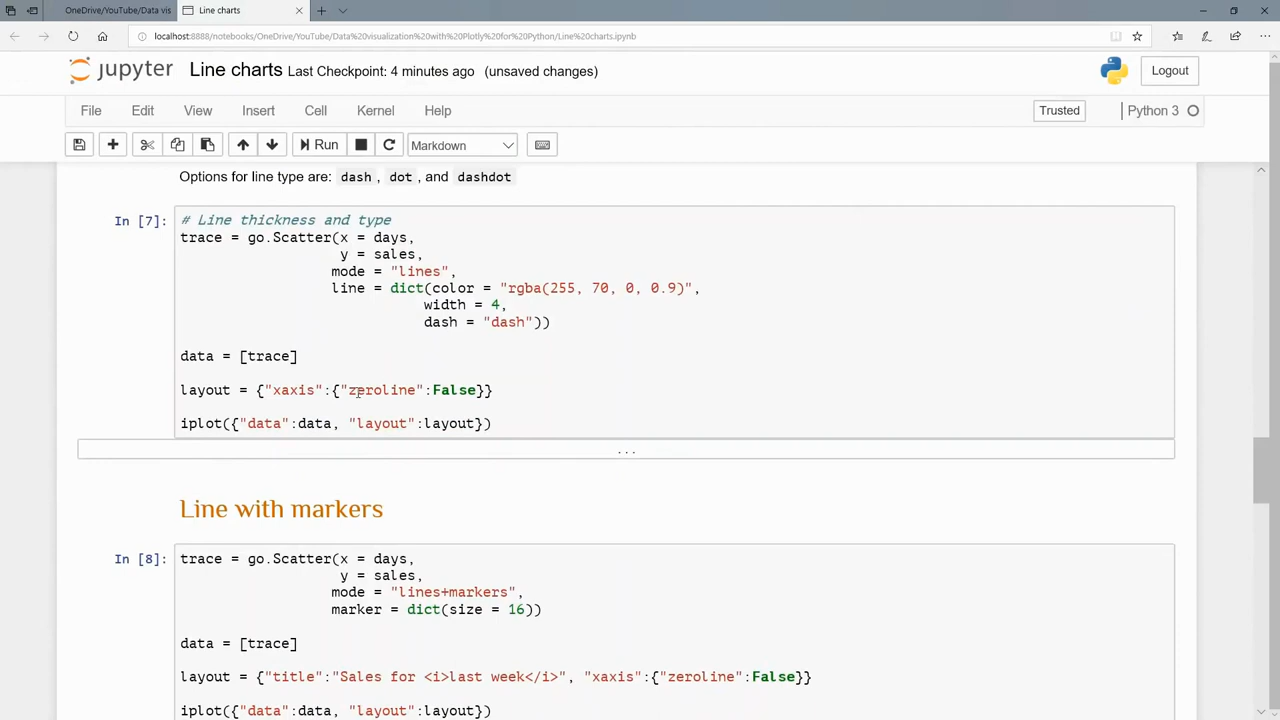 OneDrive/YouTube/Data vis
Line charts
localhost:8888/notebooks/OneDrive/YouTube/Data%20visualization%20with%20Plotly%20for%20Python/Line%20charts.ipynb
jupyter Line charts Last Checkpoint: 4 minutes ago (unsaved changes)
Logout
File Edit View Insert Cell Kernel Help
Trusted
Python 3
Run
Markdown
Options for line type are: dash , dot , and dashdot
In [7]:
# Line thickness and type
trace = go.Scatter(x = days,
y = sales,
mode = "lines",
line = dict(color = "rgba(255, 70, 0, 0.9)",
width = 4,
dash = "dash"))
data = [trace]
layout = {"xaxis":{"zeroline":False}}
iplot({"data":data, "layout":layout})
...
Line with markers
In [8]:
trace = go.Scatter(x = days,
y = sales,
mode = "lines+markers",
marker = dict(size = 16))
data = [trace]
layout = {"title":"Sales for <i>last week</i>", "xaxis":{"zeroline":False}}
iplot({"data":data, "layout":layout})